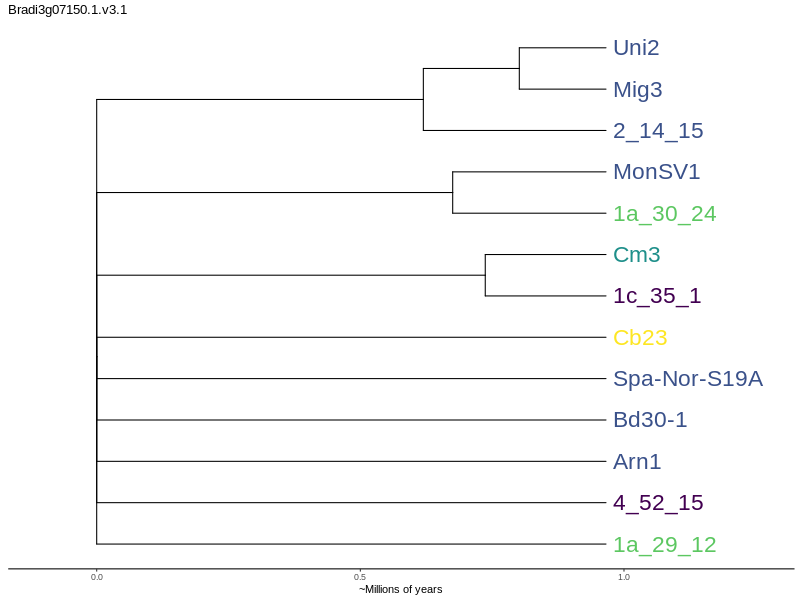 Bradi3g07150.1.v3.1
Uni2
Mig3
2_14_15
MonSV1
1a_30_24
Cm3
1c_35_1
Cb23
Spa-Nor-S19A
Bd30-1
Arn1
4_52_15
1a_29_12
0.0 0.5 1.0
~Millions of years